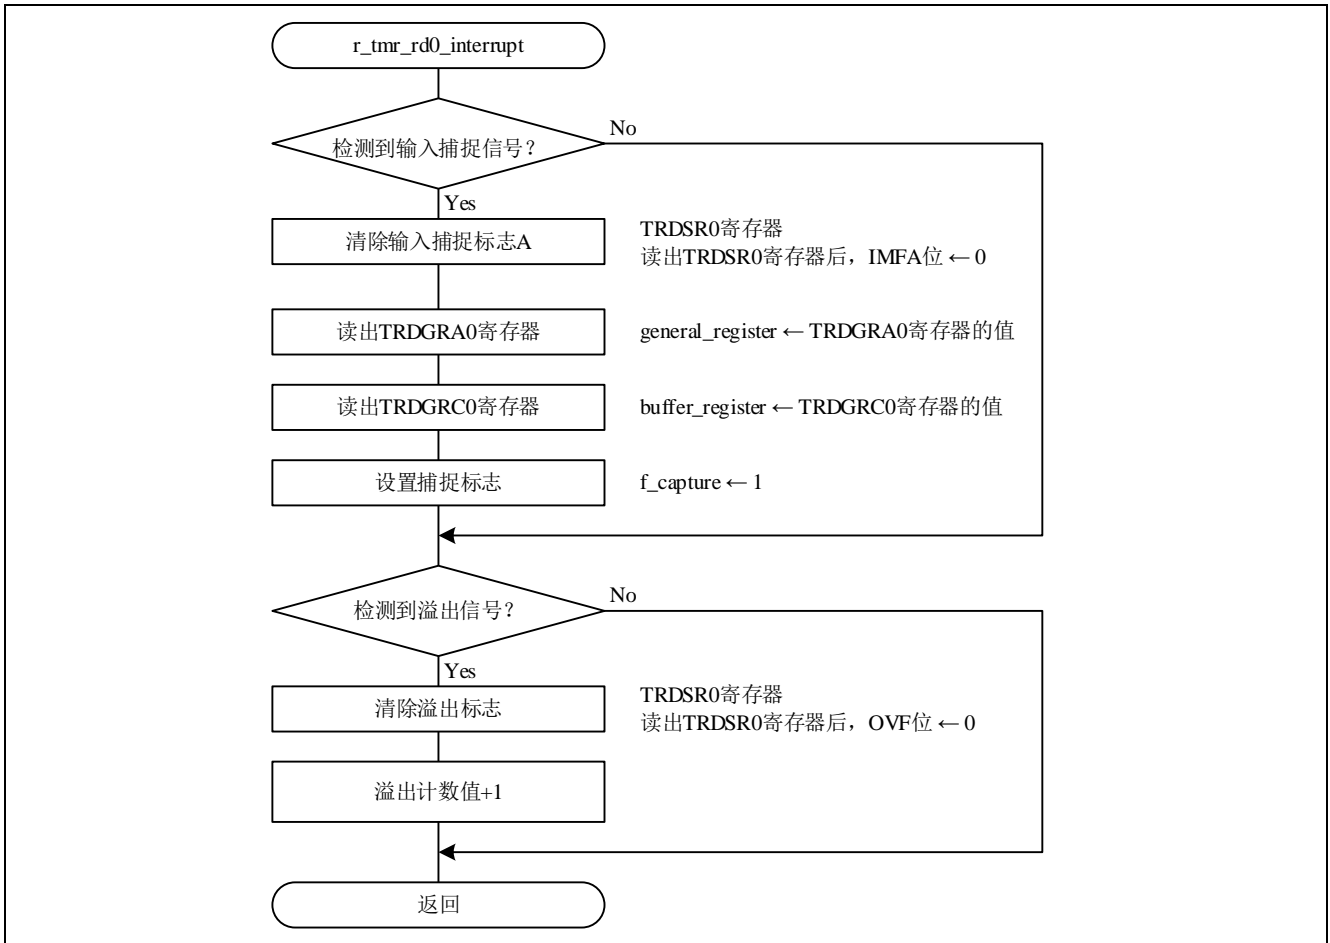 r_tmr_rd0_interrupt
检测到输入捕捉信号？
No
Yes
清除输入捕捉标志A
TRDSR0寄存器
读出TRDSR0寄存器后，IMFA位 ← 0
读出TRDGRA0寄存器
general_register ← TRDGRA0寄存器的值
读出TRDGRC0寄存器
buffer_register ← TRDGRC0寄存器的值
设置捕捉标志
f_capture ← 1
检测到溢出信号？
No
Yes
清除溢出标志
TRDSR0寄存器
读出TRDSR0寄存器后，OVF位 ← 0
溢出计数值+1
返回